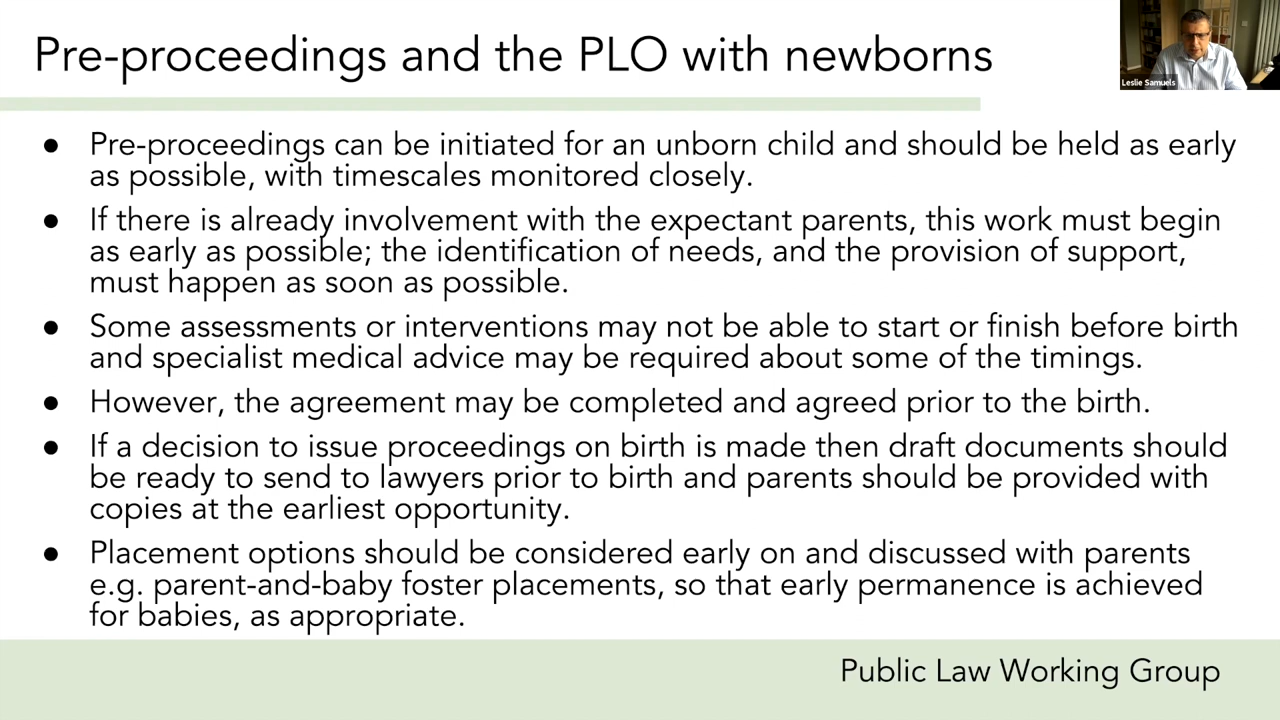 Pre-proceedings and the PLO with newborns
Leslie Samuels
● Pre-proceedings can be initiated for an unborn child and should be held as early
as possible, with timescales monitored closely.
● If there is already involvement with the expectant parents, this work must begin
as early as possible; the identification of needs, and the provision of support,
must happen as soon as possible.
● Some assessments or interventions may not be able to start or finish before birth
and specialist medical advice may be required about some of the timings.
● However, the agreement may be completed and agreed prior to the birth.
● If a decision to issue proceedings on birth is made then draft documents should
be ready to send to lawyers prior to birth and parents should be provided with
copies at the earliest opportunity.
● Placement options should be considered early on and discussed with parents
e.g. parent-and-baby foster placements, so that early permanence is achieved
for babies, as appropriate.
Public Law Working Group